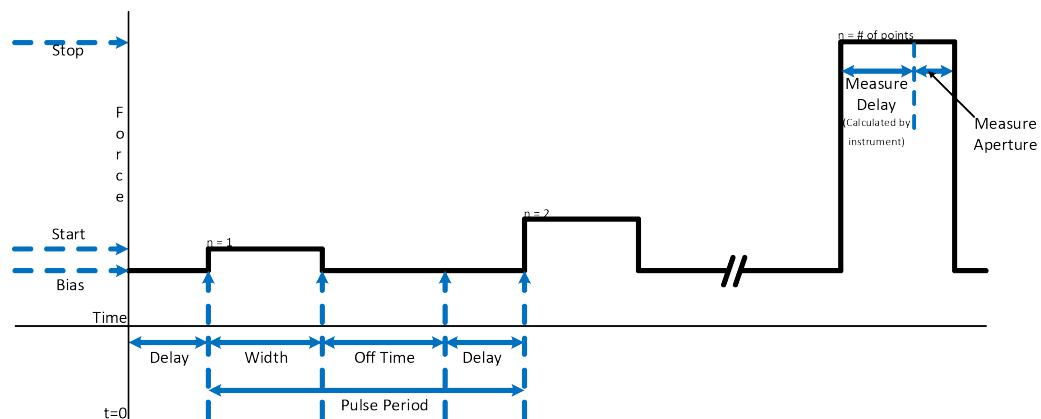 Stop
Force
Start
Bias
n = 1
n = 2
n = # of points
Measure
Delay
(Calculated by
instrument)
Measure
Aperture
Time
Delay
Width
Off Time
Delay
Pulse Period
t=0